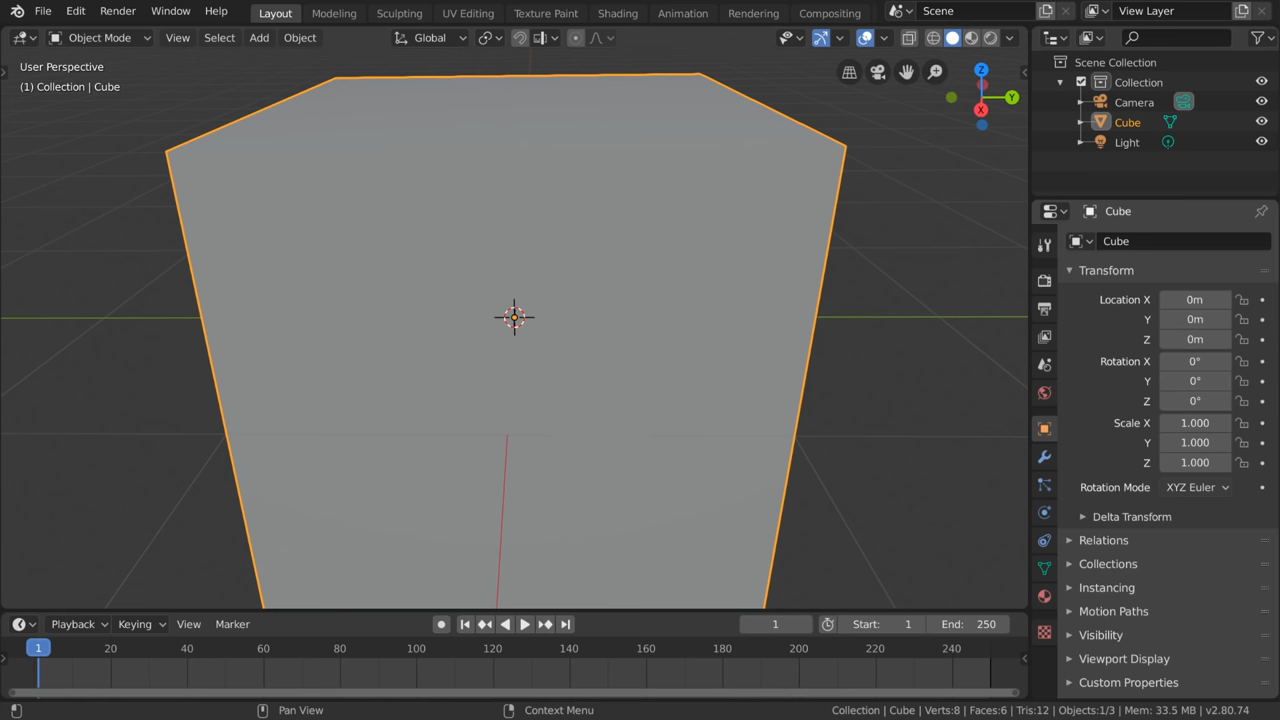 File Edit Render Window Help Layout Modeling Sculpting UV Editing Texture Paint Shading Animation Rendering Compositing Scene View Layer
Object Mode View Select Add Object Global
User Perspective
(1) Collection | Cube
Z
Y
X
Scene Collection
Collection
Camera
Cube
Light
Cube
Cube
Transform
Location X 0m
Y 0m
Z 0m
Rotation X 0°
Y 0°
Z 0°
Scale X 1.000
Y 1.000
Z 1.000
Rotation Mode XYZ Euler
Delta Transform
Relations
Collections
Instancing
Motion Paths
Visibility
Viewport Display
Custom Properties
Playback Keying View Marker 1 Start: 1 End: 250
1 20 40 60 80 100 120 140 160 180 200 220 240
Pan View Context Menu Collection | Cube | Verts:8 | Faces:6 | Tris:12 | Objects:1/3 | Mem: 33.5 MB | v2.80.74